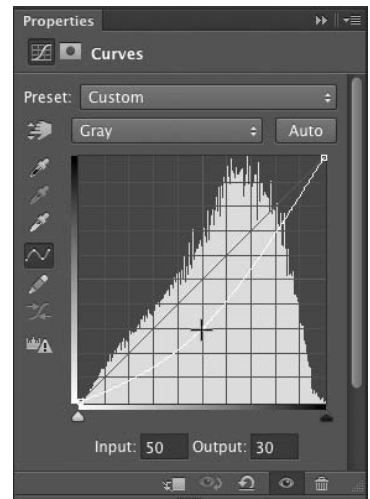 Properties
Curves
Preset: Custom
Gray Auto
Input: 50 Output: 30